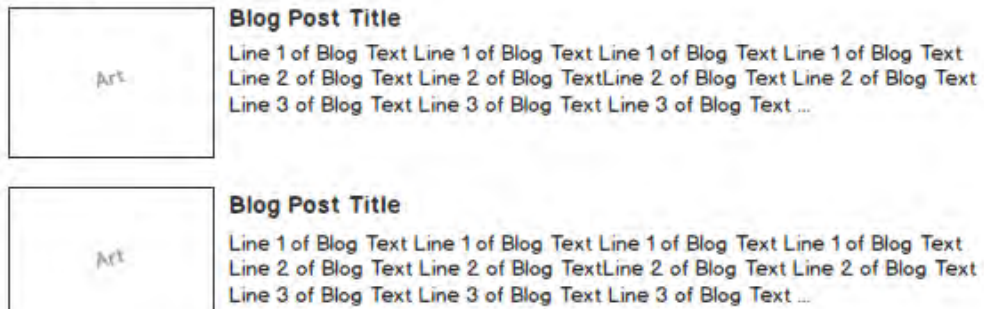 Blog Post Title
Line 1 of Blog Text Line 1 of Blog Text Line 1 of Blog Text Line 1 of Blog Text
Art
Line 2 of Blog Text Line 2 of Blog TextLine 2 of Blog Text Line 2 of Blog Text
Line 3 of Blog Text Line 3 of Blog Text Line 3 of Blog Text ...
Blog Post Title
Line 1 of Blog Text Line 1 of Blog Text Line 1 of Blog Text Line 1 of Blog Text
Art
Line 2 of Blog Text Line 2 of Blog TextLine 2 of Blog Text Line 2 of Blog Text
Line 3 of Blog Text Line 3 of Blog Text Line 3 of Blog Text ...